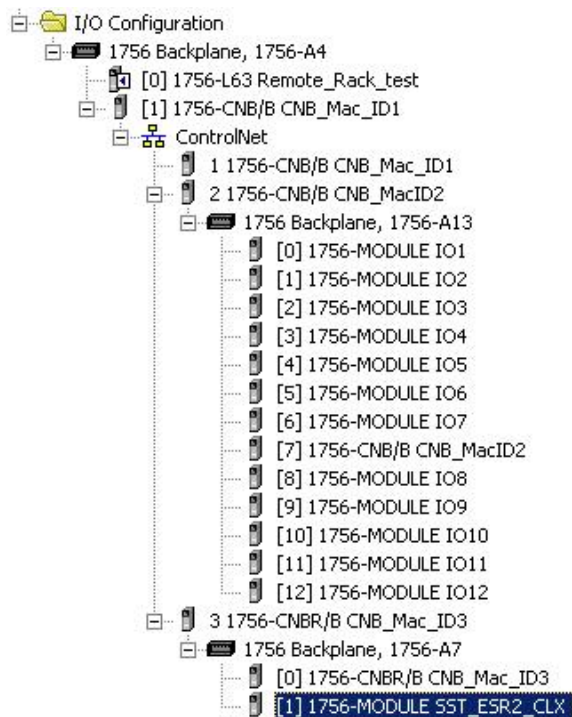 I/O Configuration
1756 Backplane, 1756-A4
[0] 1756-L63 Remote_Rack_test
[1] 1756-CNB/B CNB_Mac_ID1
ControlNet
1 1756-CNB/B CNB_Mac_ID1
2 1756-CNB/B CNB_MacID2
1756 Backplane, 1756-A13
[0] 1756-MODULE IO1
[1] 1756-MODULE IO2
[2] 1756-MODULE IO3
[3] 1756-MODULE IO4
[4] 1756-MODULE IO5
[5] 1756-MODULE IO6
[6] 1756-MODULE IO7
[7] 1756-CNB/B CNB_MacID2
[8] 1756-MODULE IO8
[9] 1756-MODULE IO9
[10] 1756-MODULE IO10
[11] 1756-MODULE IO11
[12] 1756-MODULE IO12
3 1756-CNBR/B CNB_Mac_ID3
1756 Backplane, 1756-A7
[0] 1756-CNBR/B CNB_Mac_ID3
[1] 1756-MODULE SST_ESR2_CLX